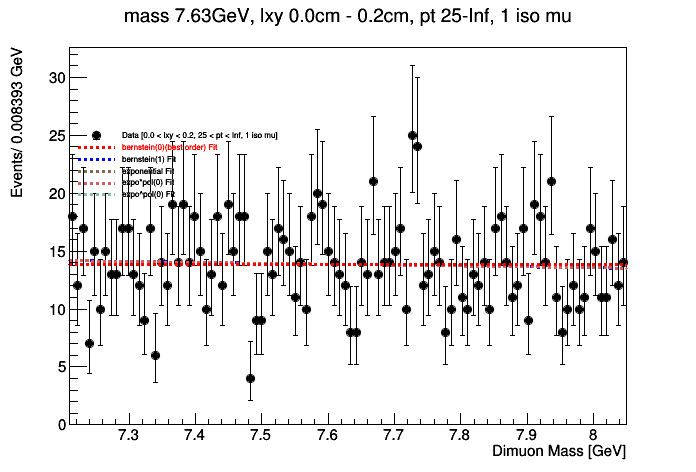 mass 7.63GeV, lxy 0.0cm - 0.2cm, pt 25-Inf, 1 iso mu
Events/ 0.008393 GeV
30
25
20
15
10
5
0
Data [0.0 < lxy < 0.2, 25 < pt < Inf, 1 iso mu]
bernstein(0)(best order) Fit
bernstein(1) Fit
exponential Fit
expo*pol(0) Fit
expo*pol(0) Fit
7.3 7.4 7.5 7.6 7.7 7.8 7.9 8
Dimuon Mass [GeV]